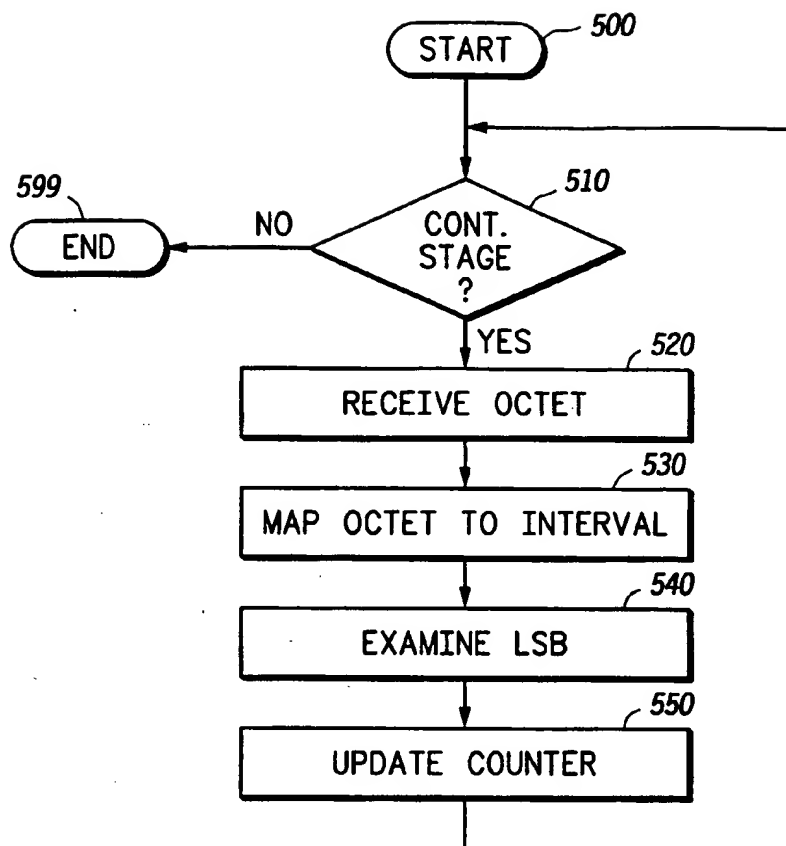 START
500
510
599
END
NO
CONT.
STAGE
?
YES
520
RECEIVE OCTET
530
MAP OCTET TO INTERVAL
540
EXAMINE LSB
550
UPDATE COUNTER